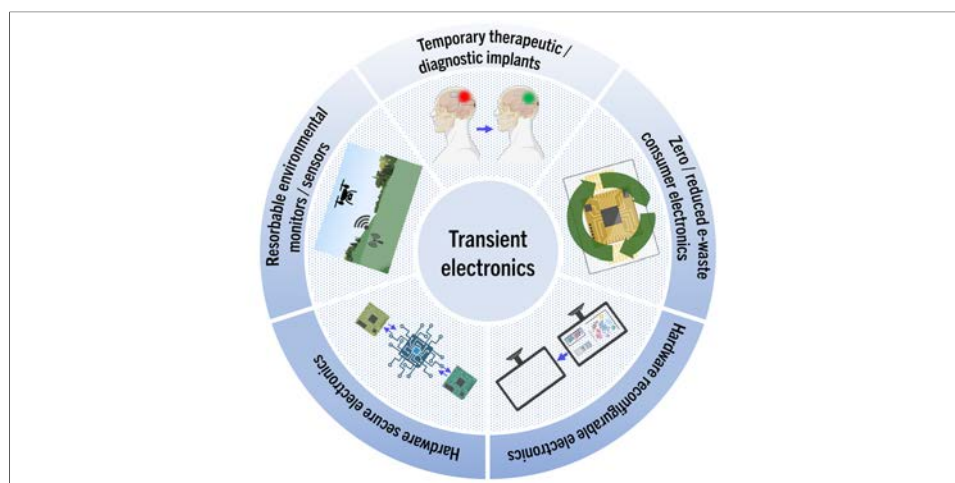 Temporary therapeutic /
diagnostic implants
Zero / reduced e-waste
consumer electronics
Hardware reconfigurable electronics
Hardware secure electronics
Resorbable environmental
monitors / sensors
Transient
electronics